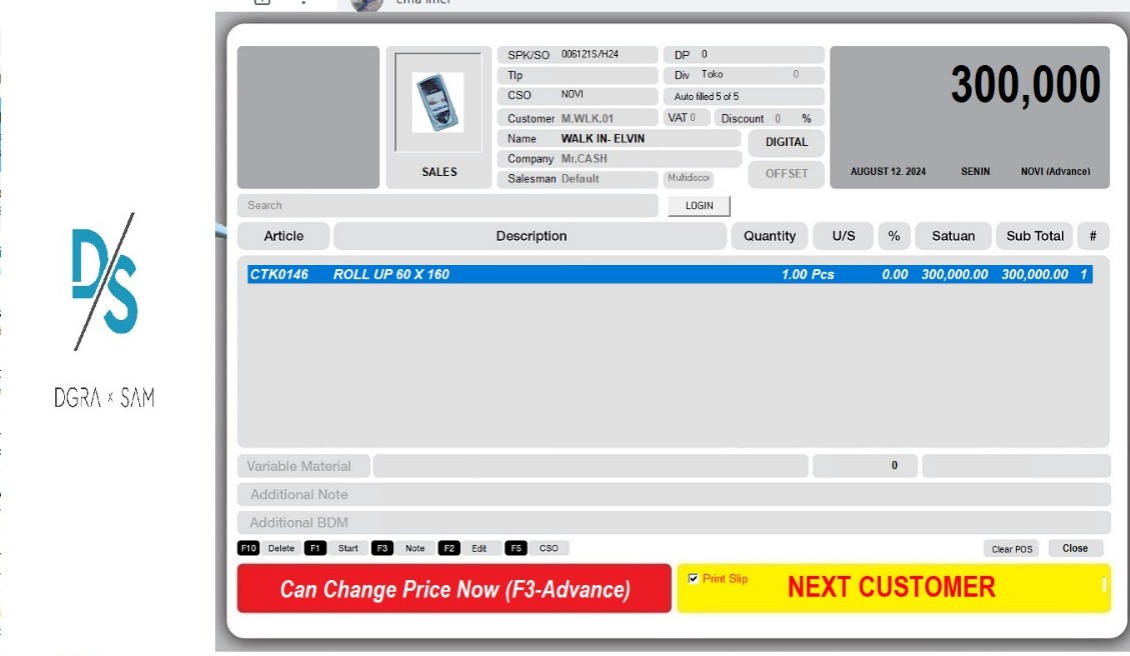 SPK/SO 006121S/H24
Tlp
CSO NOVI
Customer M.WLK.01
Name WALK IN- ELVIN
Company Mr.CASH
Salesman Default
DP 0
Div Toko 0
Auto filled 5 of 5
VAT 0 Discount 0 %
DIGITAL
OFFSET
SALES
300,000
AUGUST 12. 2024 SENIN NOVI (Advance)
Search LOGIN
Article Description Quantity U/S % Satuan Sub Total #
CTK0146 ROLL UP 60 X 160 1.00 Pcs 0.00 300,000.00 300,000.00 1
DGRA x SAM
Variable Material 0
Additional Note
Additional BDM
F10 Delete F1 Start F3 Note F2 Edit F5 CSO Clear POS Close
Can Change Price Now (F3-Advance)
Print Slip NEXT CUSTOMER